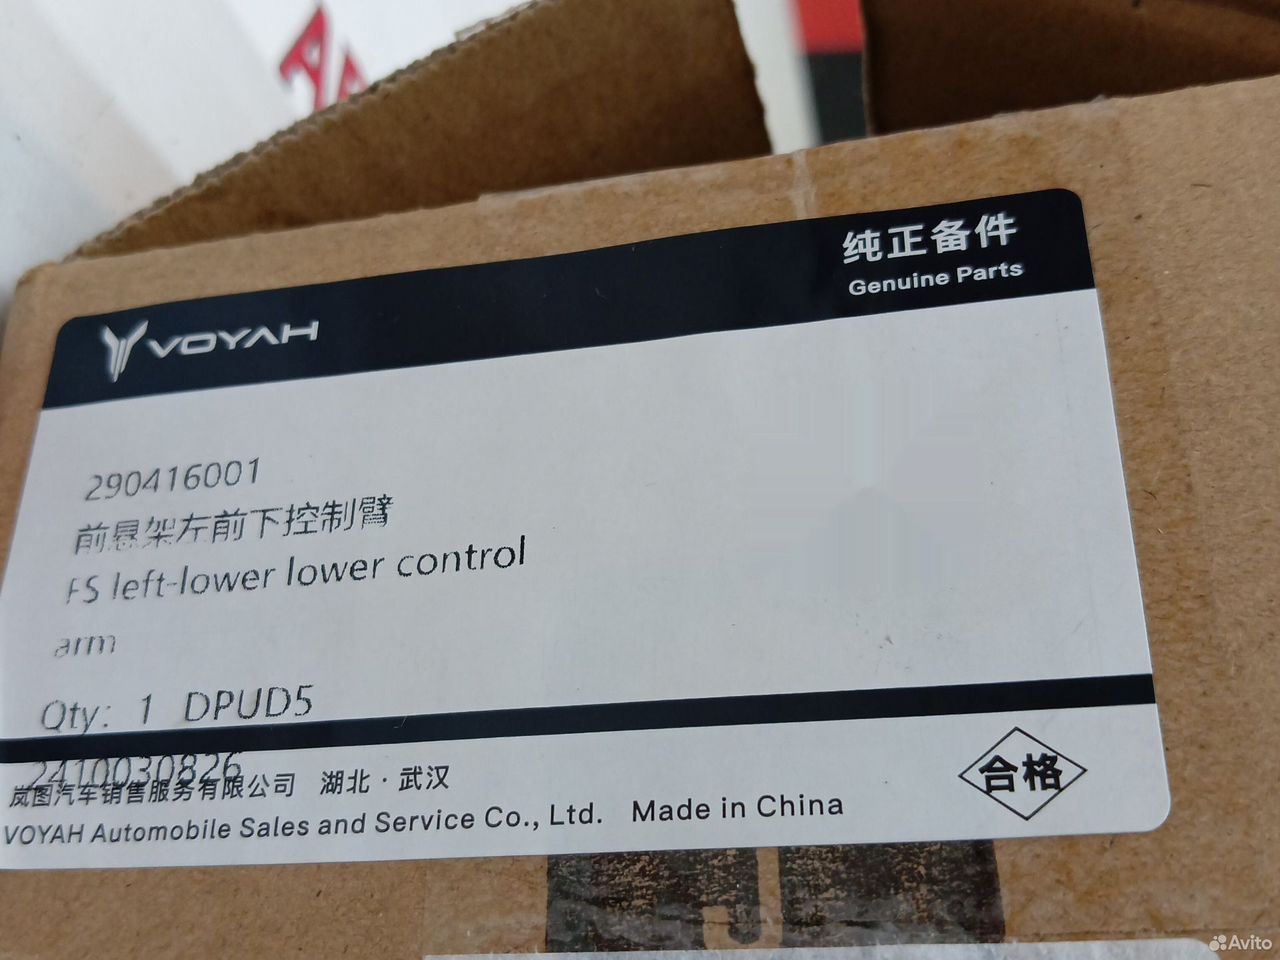 纯正备件
Genuine Parts
VOYAH
290416001
前悬架左前下控制臂
FS left-lower lower control
arm
Qty: 1 DPUD5
2410030826
岚图汽车销售服务有限公司 湖北·武汉
VOYAH Automobile Sales and Service Co., Ltd. Made in China
合格
Avito